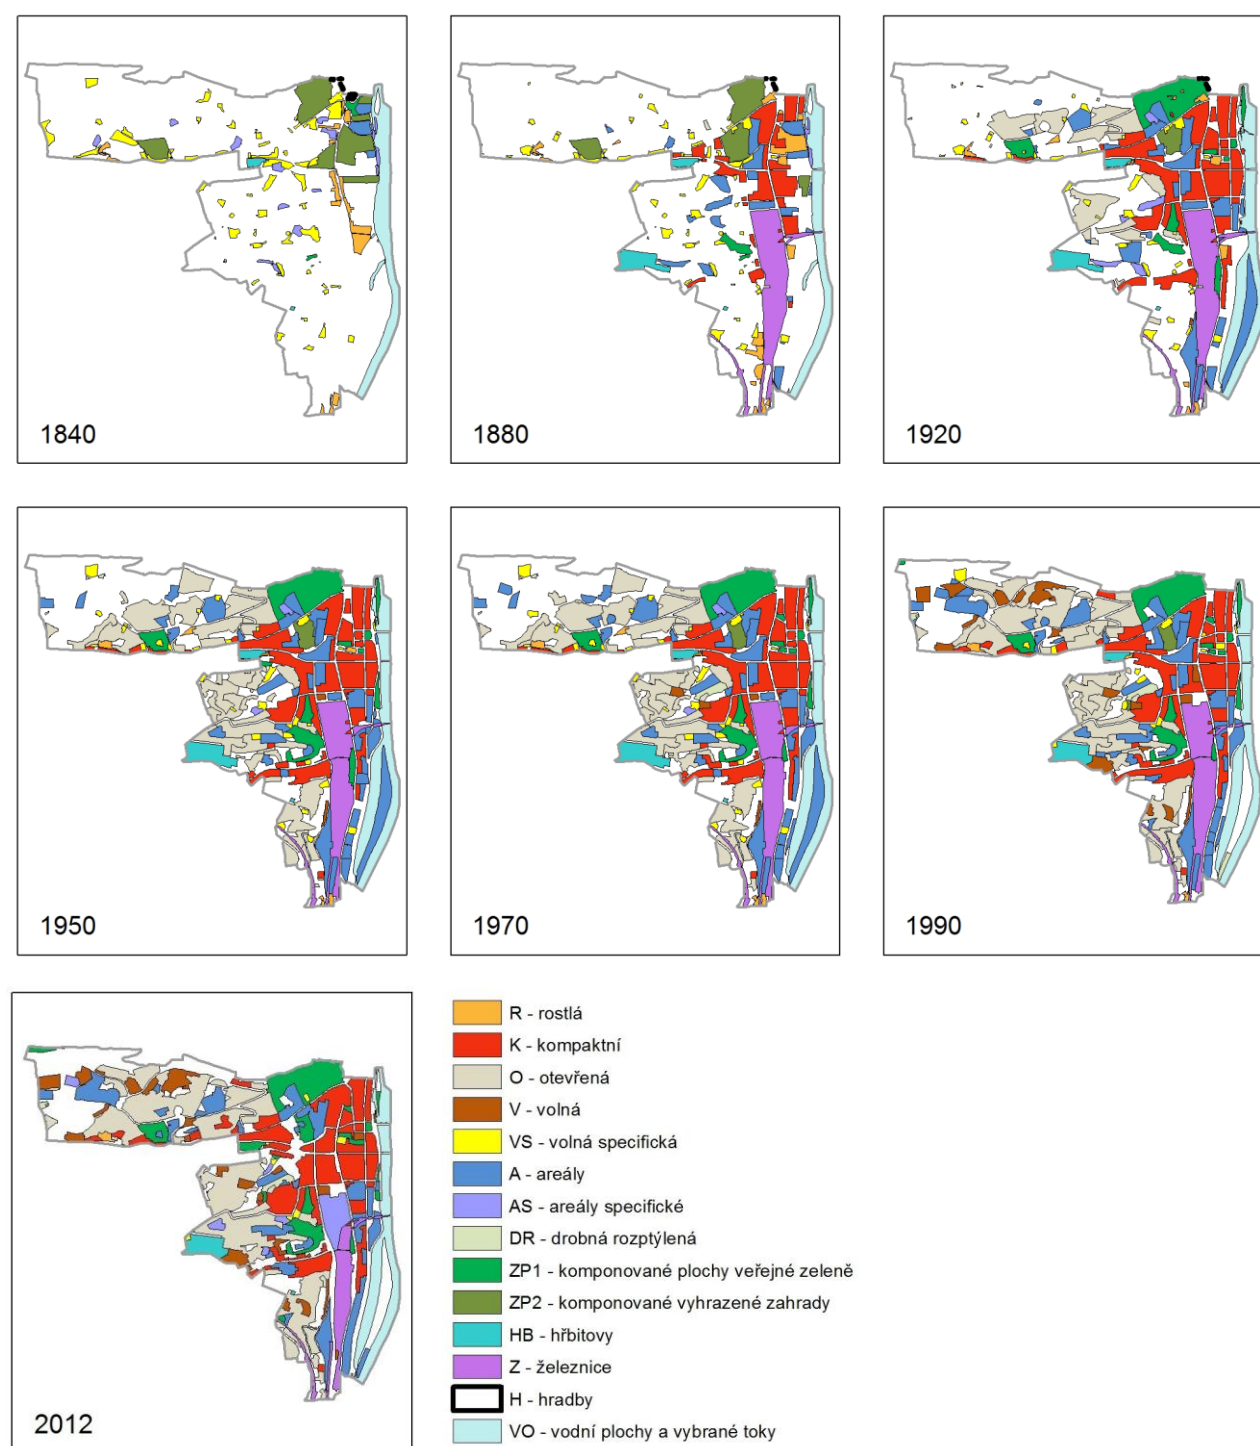 1840
1880
1920
1950
1970
1990
2012
R - rostlá
K - kompaktní
O - otevřená
V - volná
VS - volná specifická
A - areály
AS - areály specifické
DR - drobná rozptýlená
ZP1 - komponované plochy veřejné zeleně
ZP2 - komponované vyhrazené zahrady
HB - hřbitovy
Z - železnice
H - hradby
VO - vodní plochy a vybrané toky